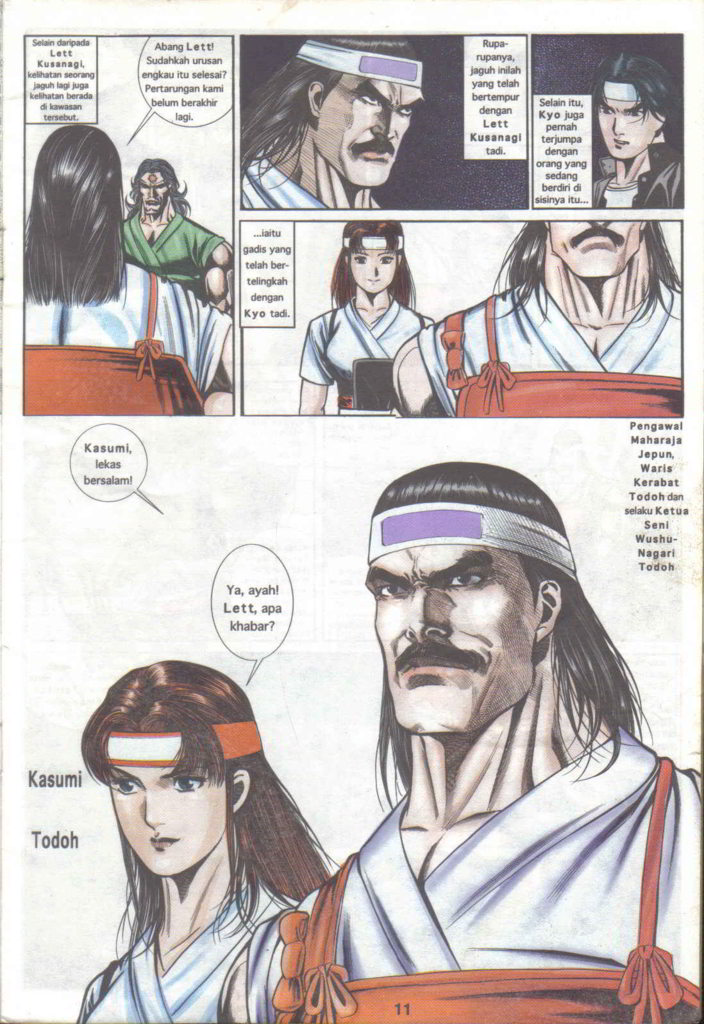 Selain daripada
Lett
Kusanagi,
kelihatan seorang
jaguh lagi juga
kelihatan berada
di kawasan
tersebut.
Abang Lett!
Sudahkah urusan
engkau itu selesai?
Pertarungan kami
belum berakhir
lagi.
Rupa-
rupanya,
jaguh inilah
yang telah
bertempur
dengan
Lett
Kusanagi
tadi.
Selain itu,
Kyo juga
pernah
terjumpa
dengan
orang yang
sedang
berdiri di
sisinya itu...
...iaitu
gadis yang
telah ber-
telingkah
dengan
Kyo tadi.
Pengawal
Maharaja
Jepun,
Waris
Kerabat
Todoh dan
selaku Ketua
Seni
Wushu-
Nagari
Todoh
Kasumi,
lekas
bersalam!
Ya, ayah!
Lett, apa
khabar?
Kasumi
Todoh
11